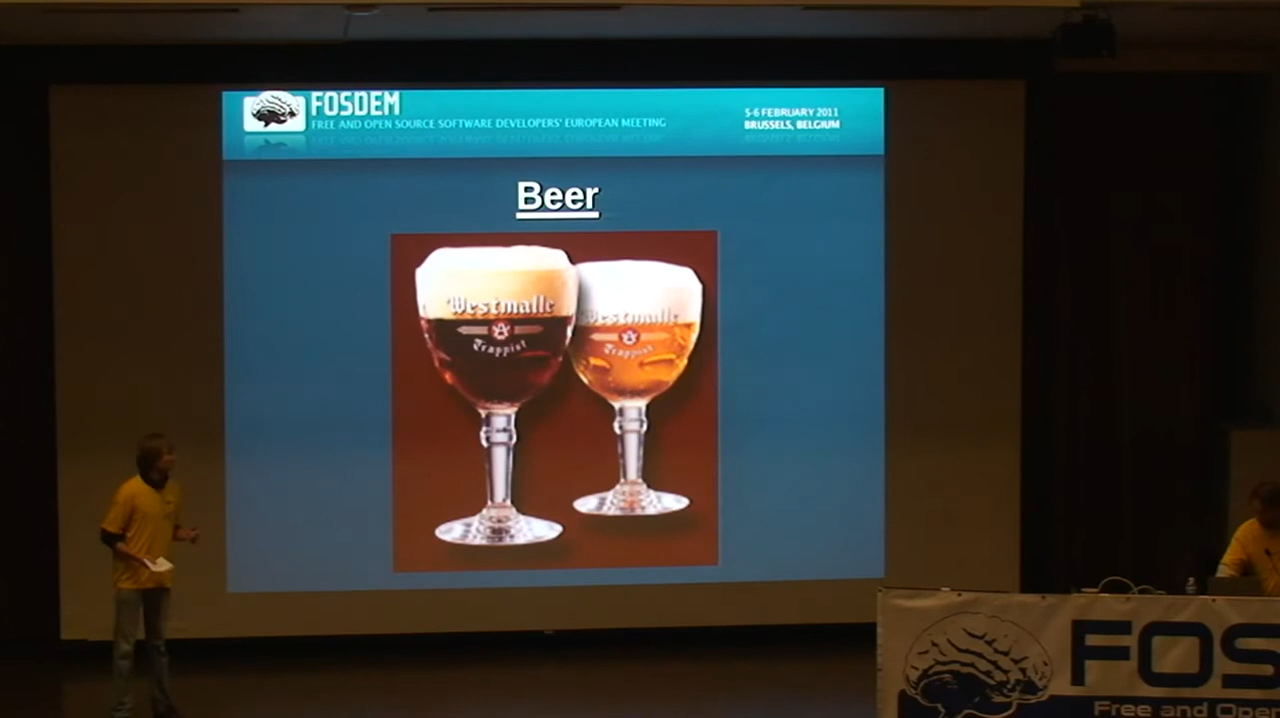 FOSDEM
FREE AND OPEN SOURCE SOFTWARE DEVELOPERS' EUROPEAN MEETING
5-6 FEBRUARY 2011
BRUSSELS, BELGIUM
Beer
Westmalle
Trappist
Westmalle
Trappist
FOS
Free and Open